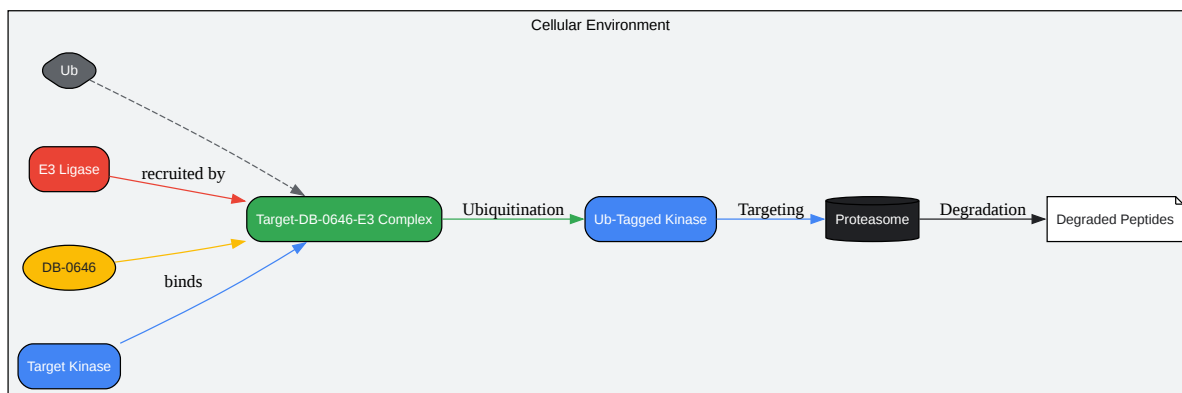 Cellular Environment
Ub
E3 Ligase
recruited by
Target-DB-0646-E3 Complex
Ubiquitination
Ub-Tagged Kinase
Targeting
Proteasome
Degradation
Degraded Peptides
DB-0646
binds
Target Kinase